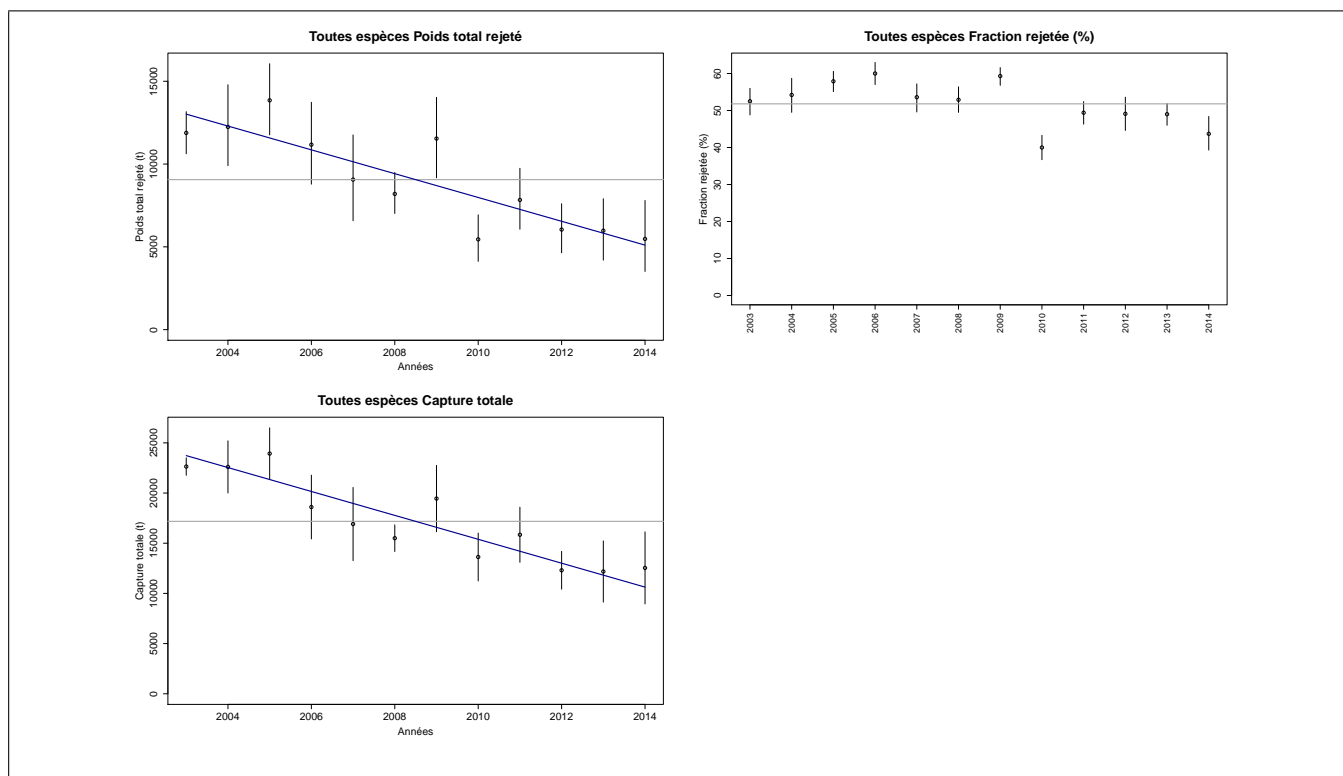 Toutes espèces Poids total rejeté
Poids total rejeté (t)
15000
10000
5000
0
2004 2006 2008 2010 2012 2014
Années
Toutes espèces Fraction rejetée (%)
Fraction rejetée (%)
60
50
40
30
20
10
0
2003 2004 2005 2006 2007 2008 2009 2010 2011 2012 2013 2014
Toutes espèces Capture totale
Capture totale (t)
25000
20000
15000
10000
5000
0
2004 2006 2008 2010 2012 2014
Années